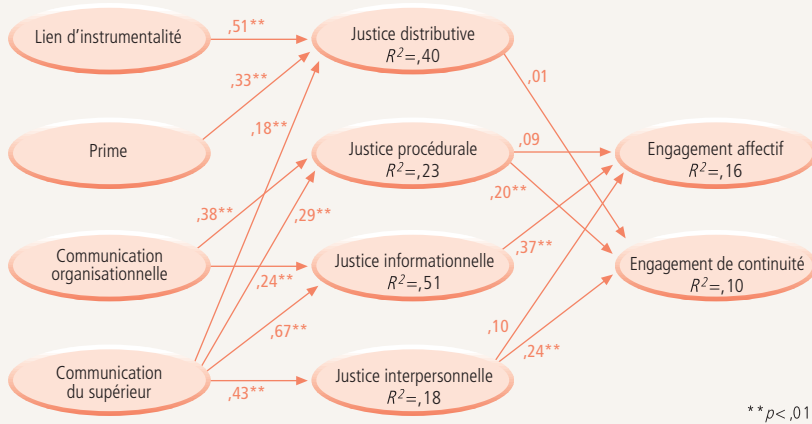 Lien d’instrumentalité
,51**
Justice distributive
R²=,40
,33**
,18**
,01
Prime
Justice procédurale
R²=,23
,09
Engagement affectif
R²=,16
,38**
,29**
,20**
Communication
organisationnelle
,24**
Justice informationnelle
R²=,51
,37**
Engagement de continuité
R²=,10
,67**
,10
,24**
Communication
du supérieur
,43**
Justice interpersonnelle
R²=,18
**p< ,01